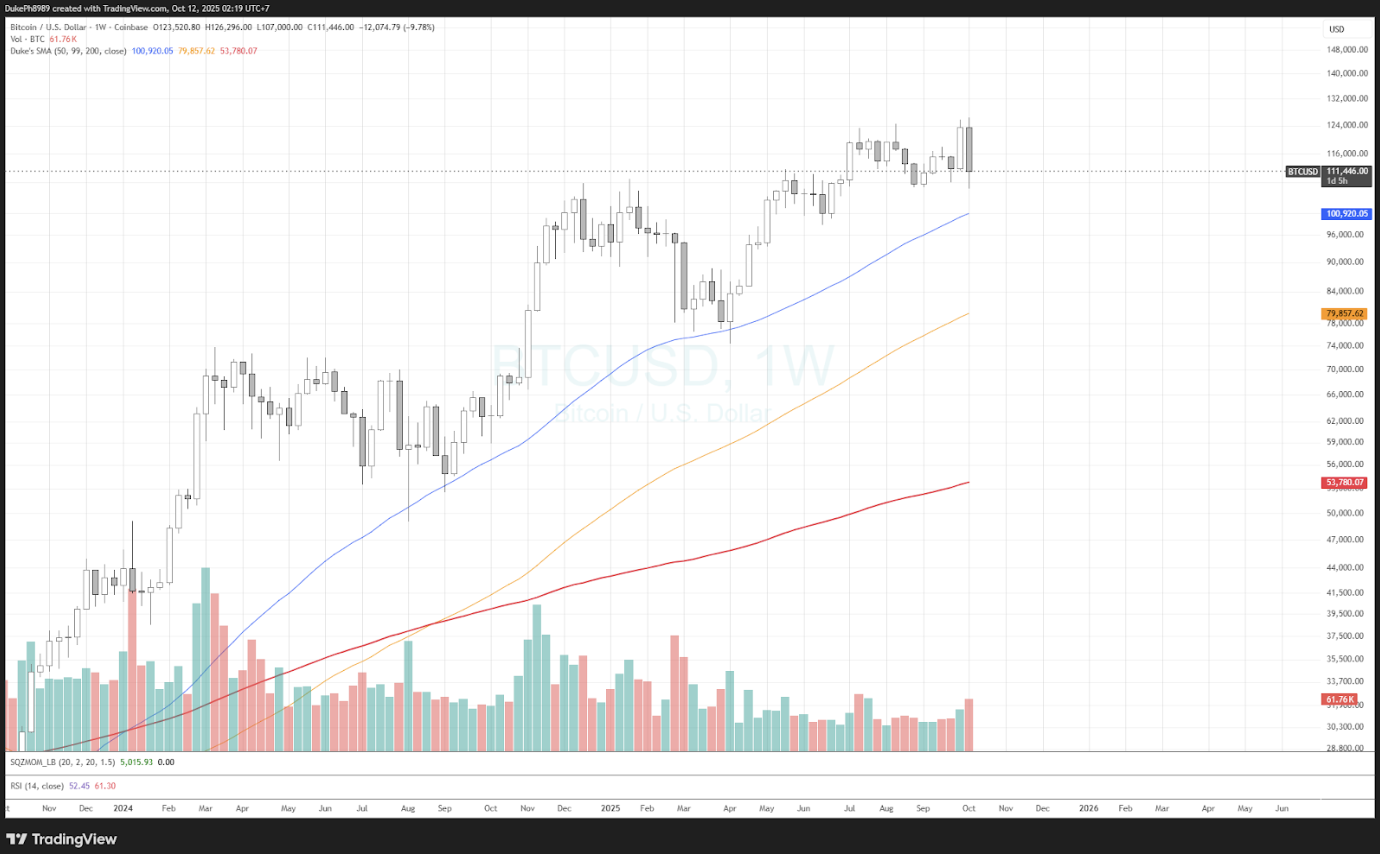 DukePh8989 created with TradingView.com, Oct 12, 2025 02:19 UTC+7
Bitcoin / U.S. Dollar · 1W · Coinbase O123,520.80 H126,296.00 L107,000.00 C111,446.00 −12,074.79 (−9.78%)
Vol · BTC 61.76K
Duke's SMA (50, 99, 200, close) 100,920.05 79,857.62 53,780.07
USD
148,000.00
140,000.00
132,000.00
124,000.00
116,000.00
BTCUSD 111,446.00
1d 5h
100,920.05
96,000.00
90,000.00
84,000.00
79,857.62
78,000.00
74,000.00
70,000.00
66,000.00
62,000.00
59,000.00
56,000.00
53,780.07
50,000.00
47,000.00
44,000.00
41,500.00
39,500.00
37,500.00
35,500.00
33,700.00
61.76K
30,300.00
28,800.00
BTCUSD, 1W
Bitcoin / U.S. Dollar
SQZMOM_LB (20, 2, 20, 1.5) 5,015.93 0.00
RSI (14, close) 52.45 61.30
Nov Dec 2024 Feb Mar Apr May Jun Jul Aug Sep Oct Nov Dec 2025 Feb Mar Apr May Jun Jul Aug Sep Oct Nov Dec 2026 Feb Mar Apr May Jun
TradingView